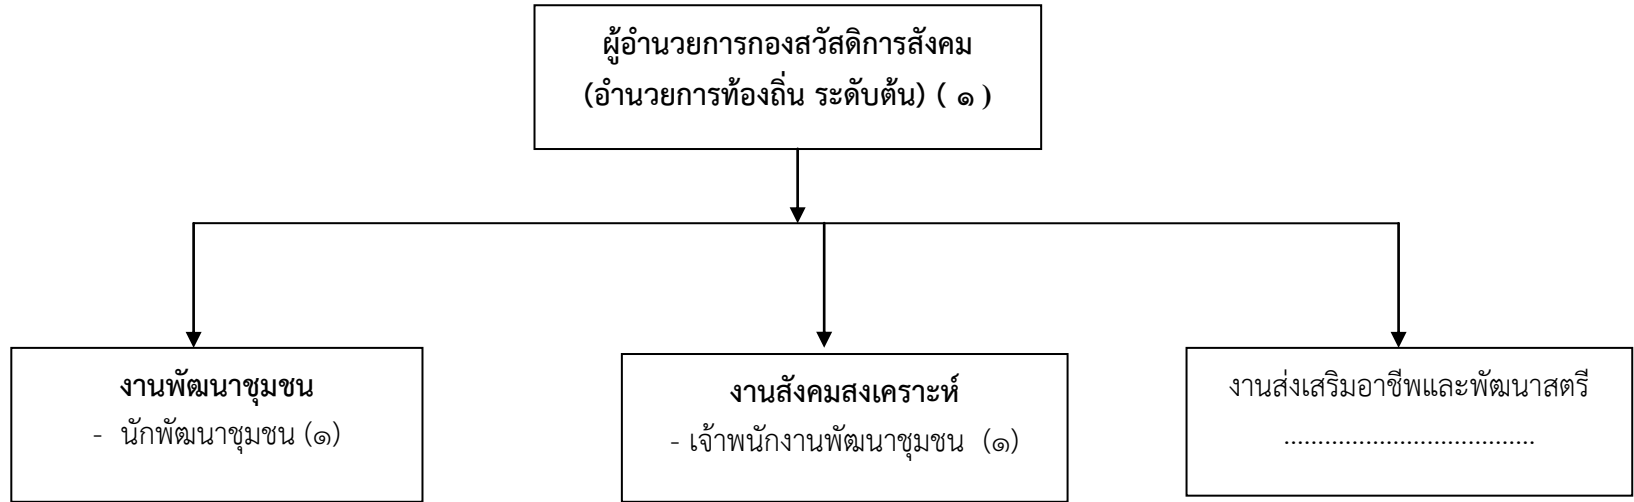 ผู้อำนวยการกองสวัสดิการสังคม
(อำนวยการท้องถิ่น ระดับต้น) ( ๑ )
งานพัฒนาชุมชน
- นักพัฒนาชุมชน (๑)
งานสังคมสงเคราะห์
- เจ้าพนักงานพัฒนาชุมชน (๑)
งานส่งเสริมอาชีพและพัฒนาสตรี
.....................................